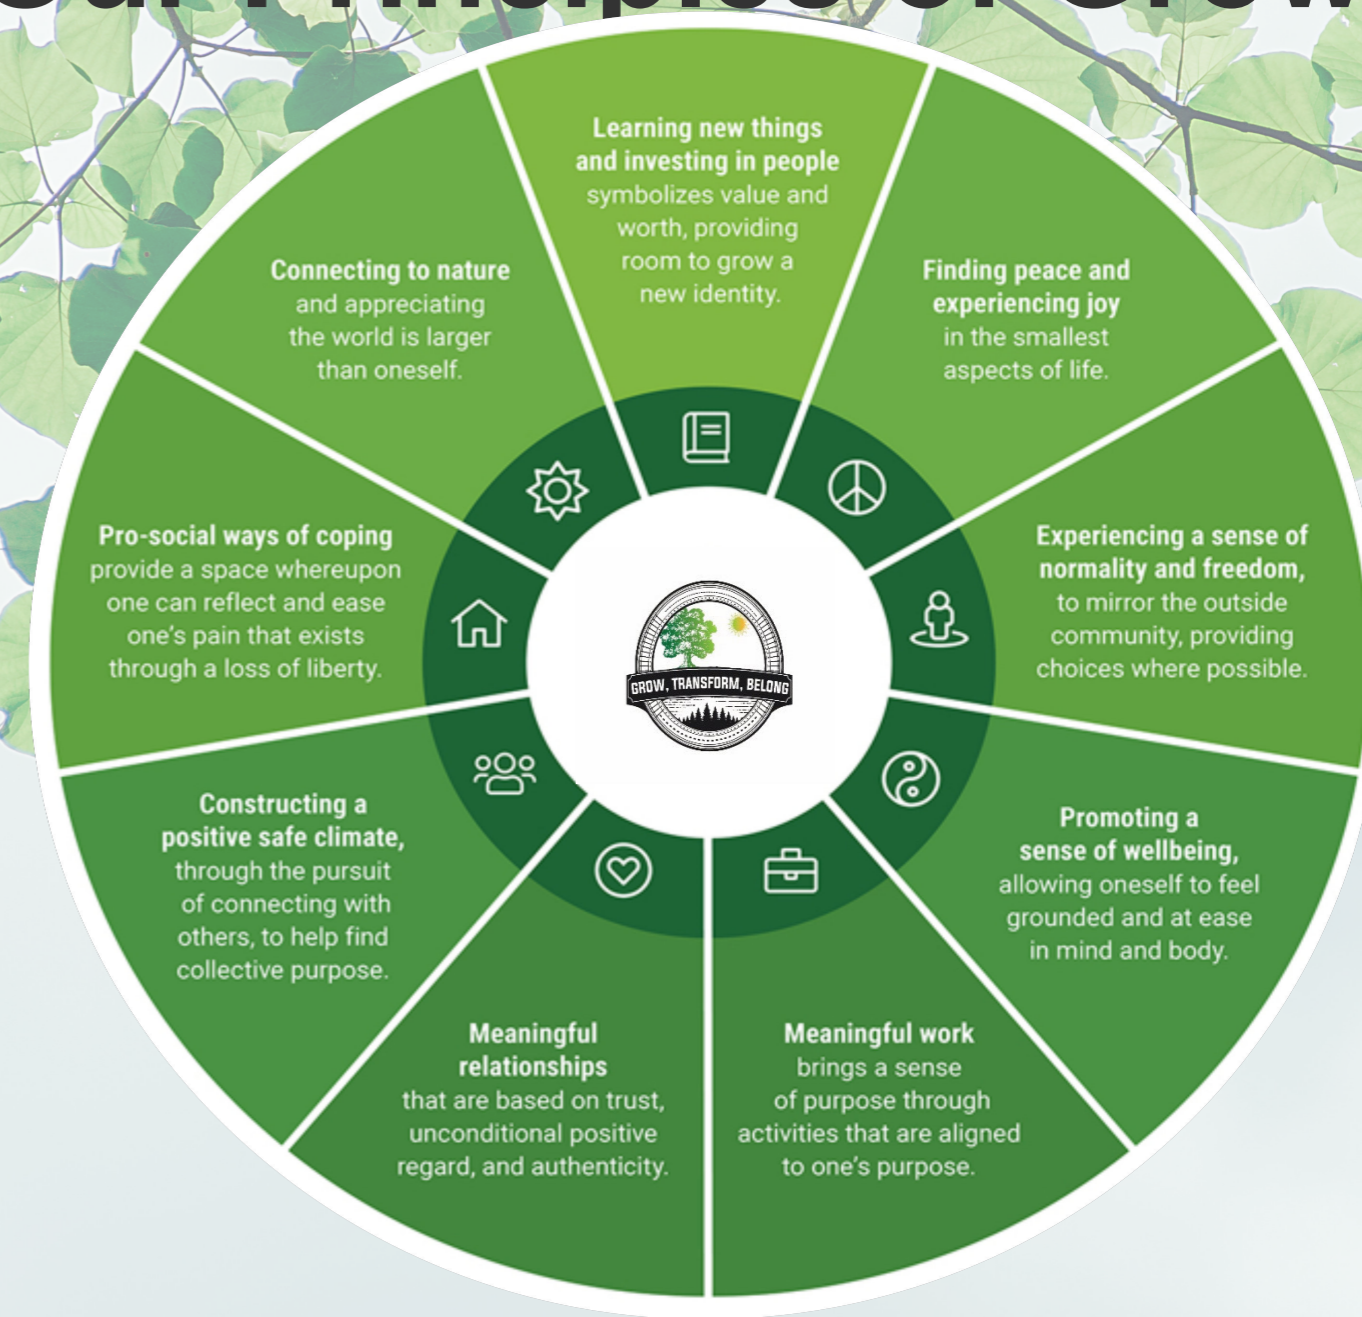 Our Principles of Grow
Learning new things
and investing in people
symbolizes value and
worth, providing
room to grow a
new identity.
Finding peace and
experiencing joy
in the smallest
aspects of life.
Experiencing a sense of
normality and freedom,
to mirror the outside
community, providing
choices where possible.
Promoting a
sense of wellbeing,
allowing oneself to feel
grounded and at ease
in mind and body.
Meaningful work
brings a sense
of purpose through
activities that are aligned
to one's purpose.
Meaningful
relationships
that are based on trust,
unconditional positive
regard, and authenticity.
Constructing a
positive safe climate,
through the pursuit
of connecting with
others, to help find
collective purpose.
Pro-social ways of coping
provide a space whereupon
one can reflect and ease
one's pain that exists
through a loss of liberty.
Connecting to nature
and appreciating
the world is larger
than oneself.
GROW, TRANSFORM, BELONG